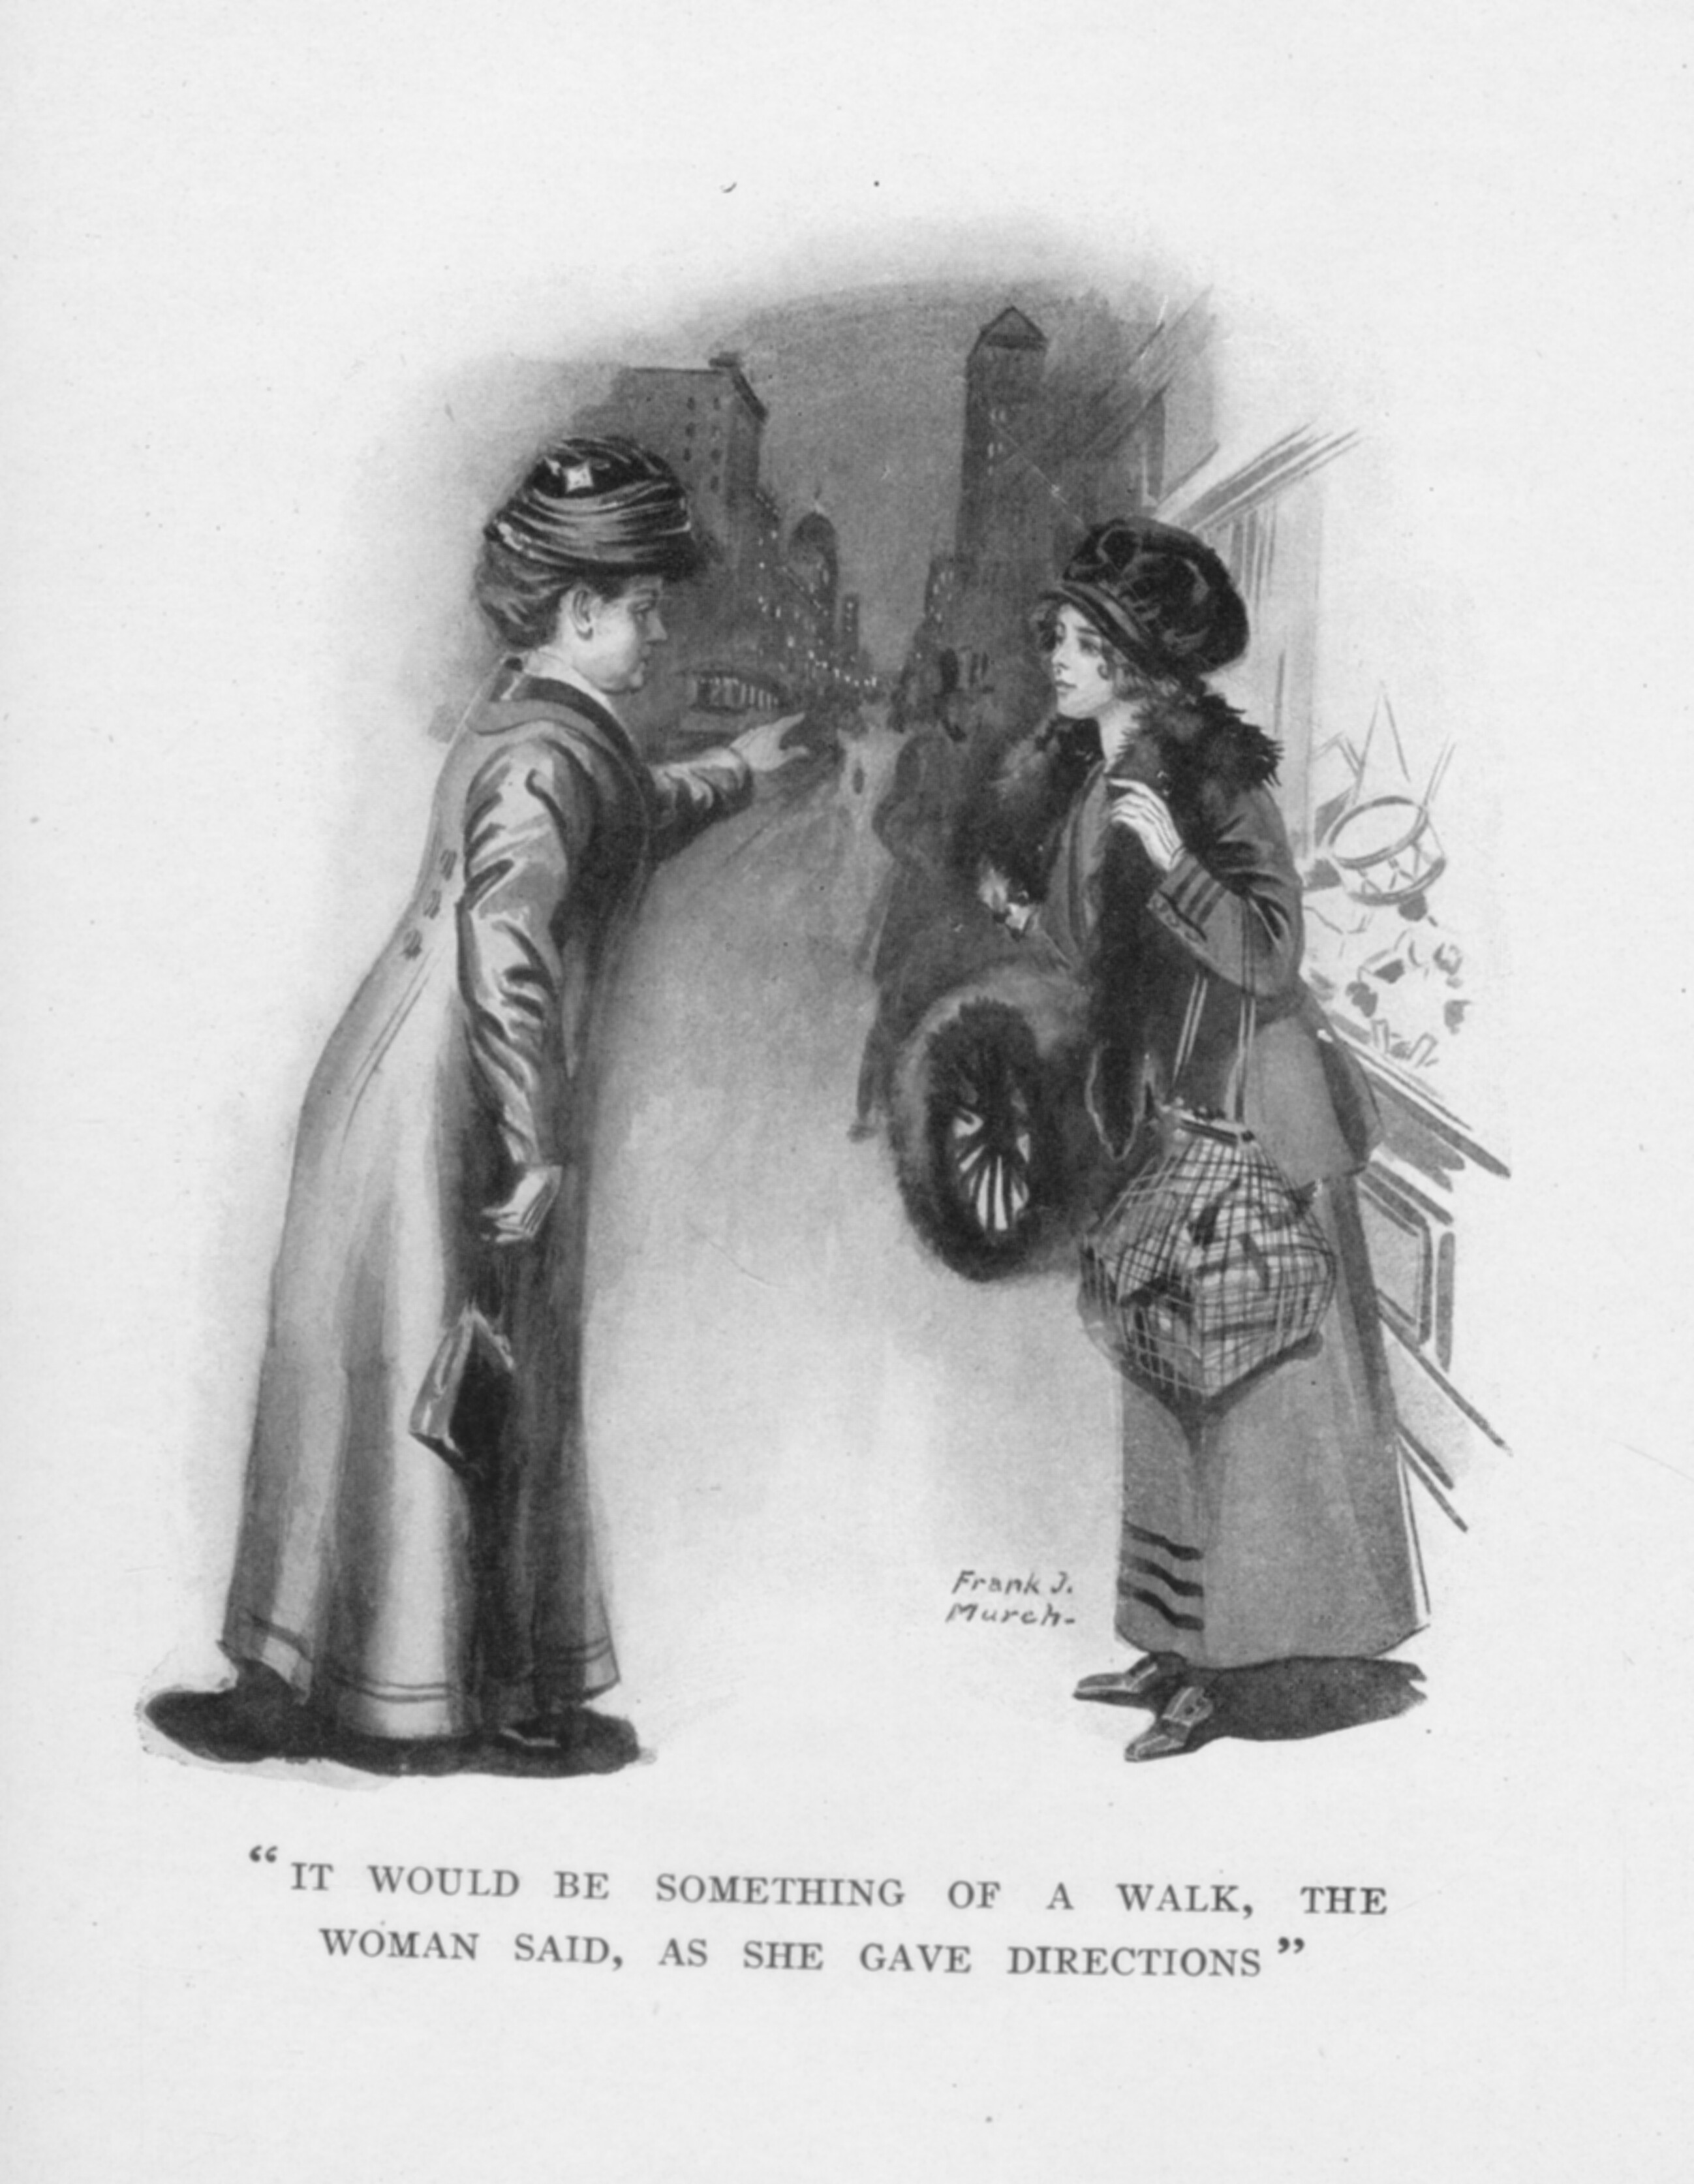 Frank J.
Murch-
“IT WOULD BE SOMETHING OF A WALK, THE
WOMAN SAID, AS SHE GAVE DIRECTIONS”